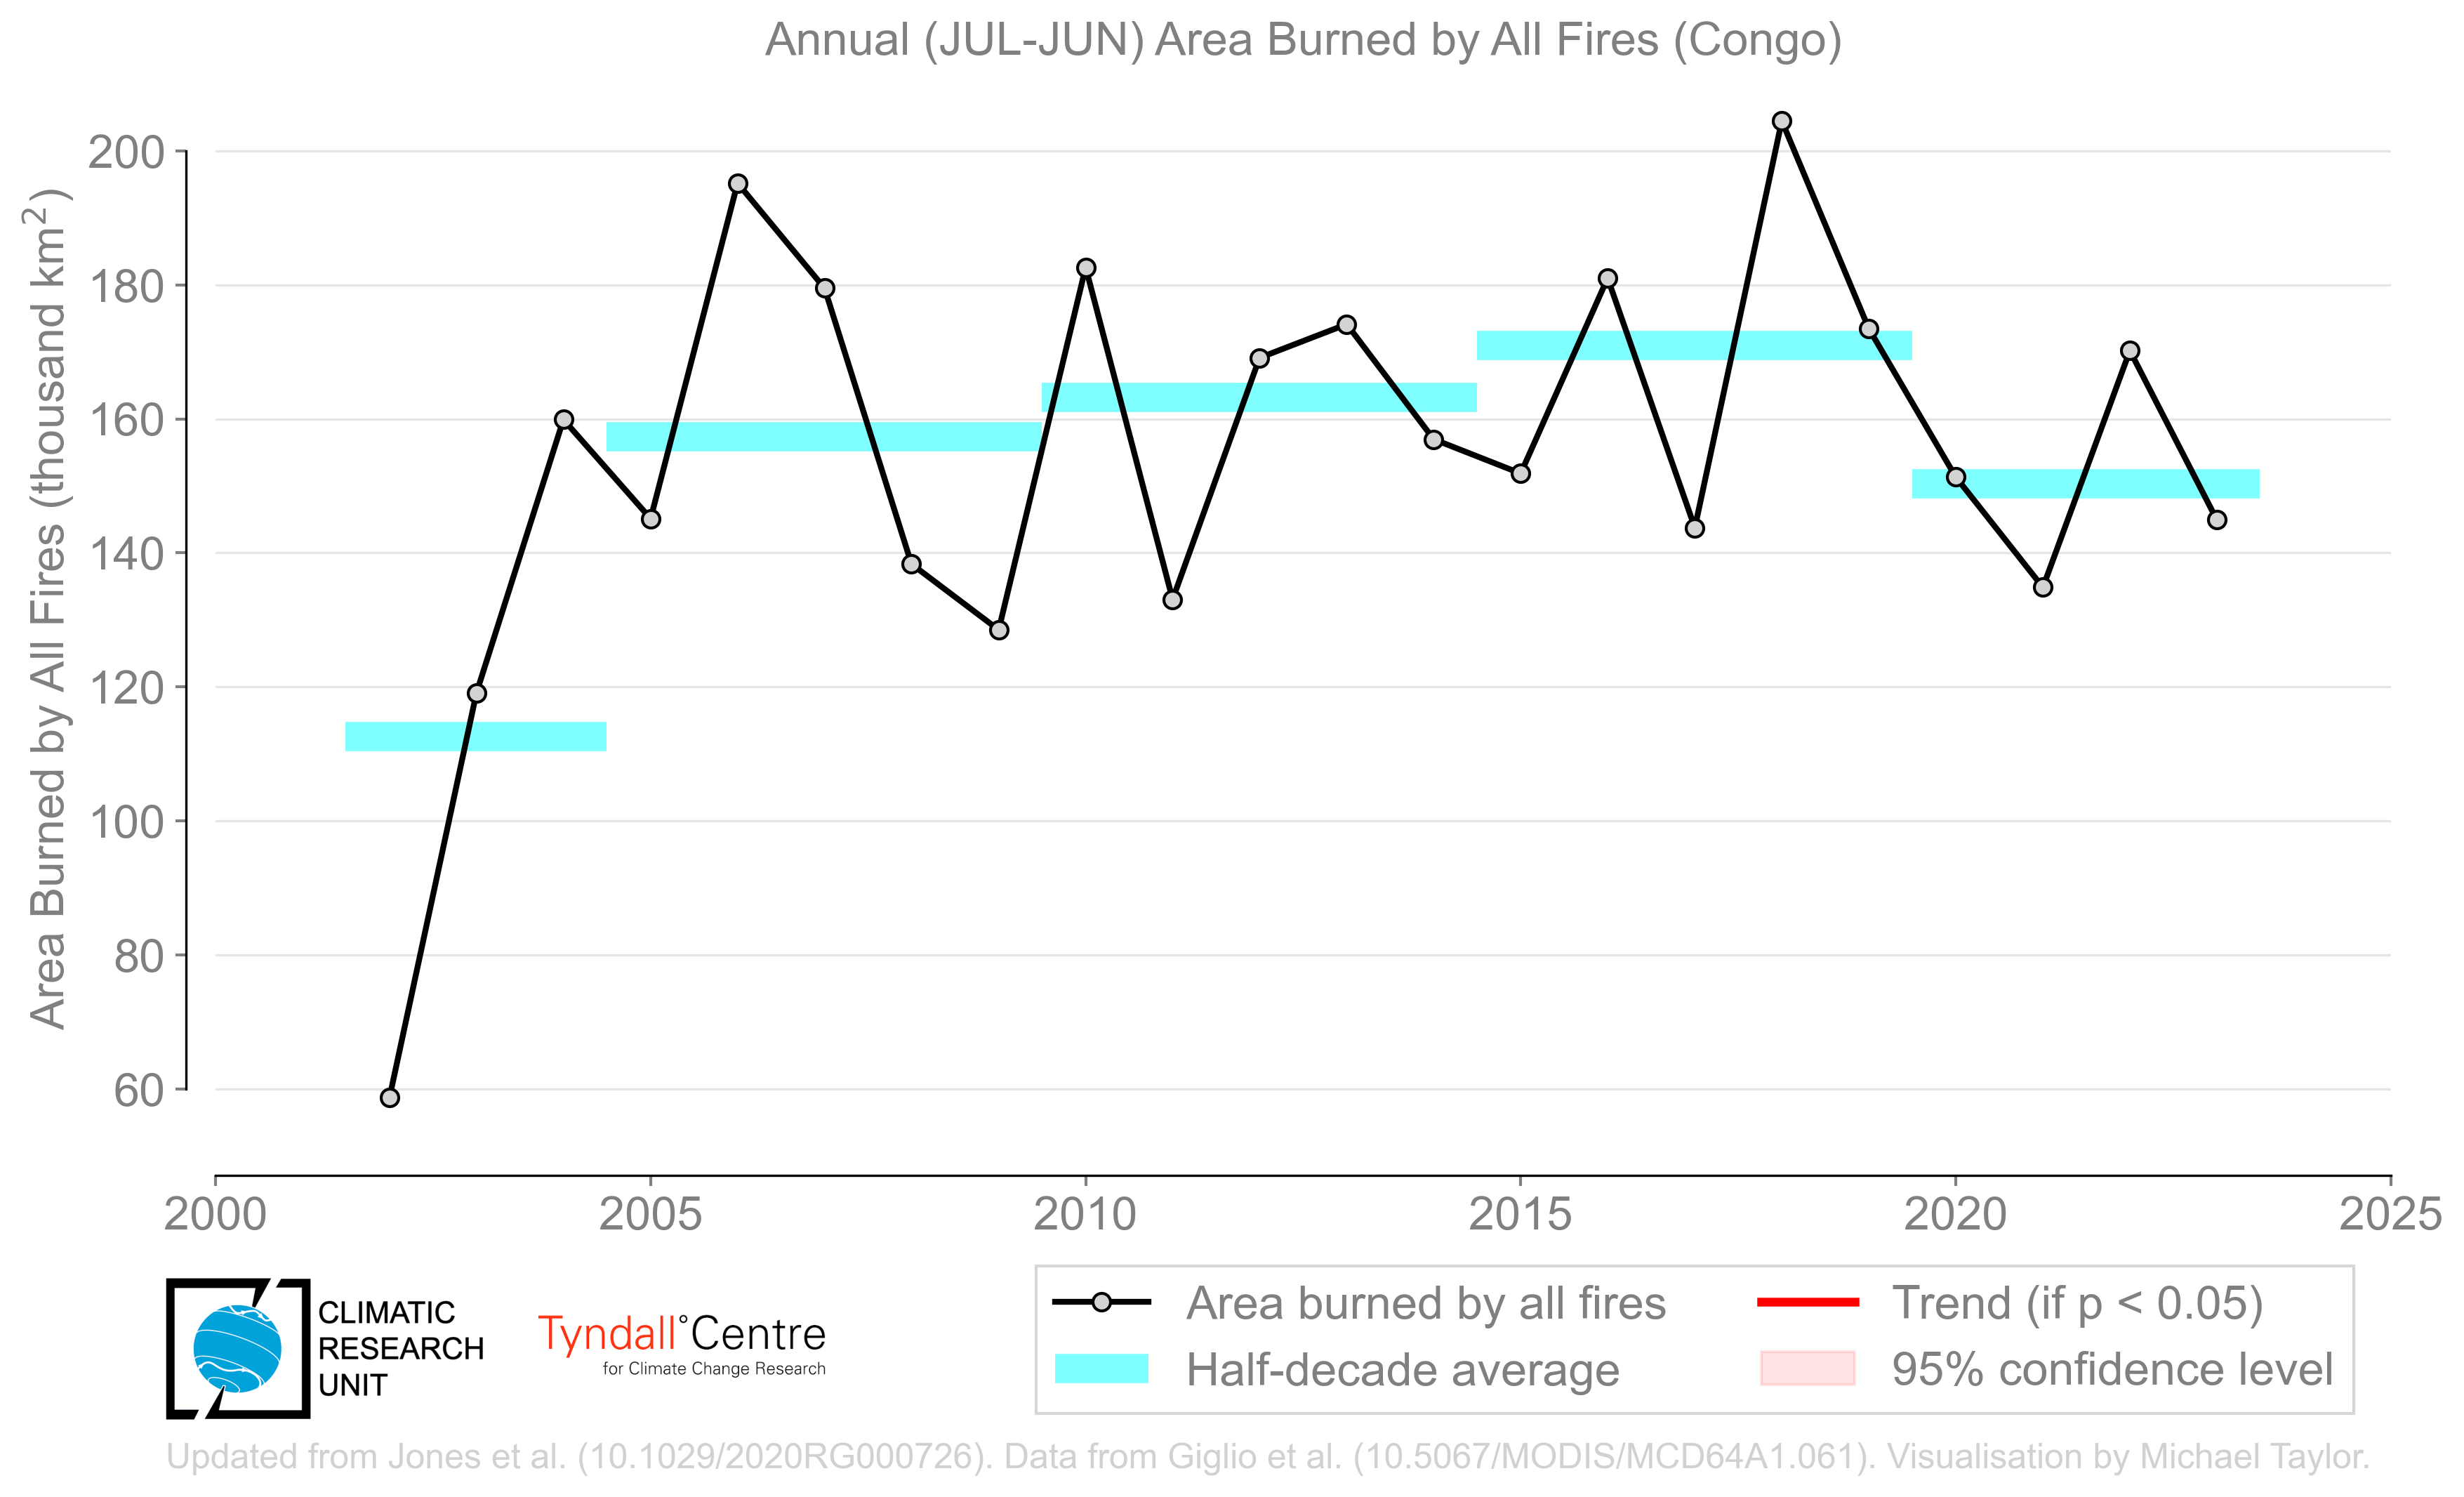 Annual (JUL-JUN) Area Burned by All Fires (Congo)
Area Burned by All Fires (thousand km²)
200
180
160
140
120
100
80
60
2000 2005 2010 2015 2020 2025
CLIMATIC
RESEARCH
UNIT
Tyndall°Centre
for Climate Change Research
Area burned by all fires
Half-decade average
Trend (if p < 0.05)
95% confidence level
Updated from Jones et al. (10.1029/2020RG000726). Data from Giglio et al. (10.5067/MODIS/MCD64A1.061). Visualisation by Michael Taylor.